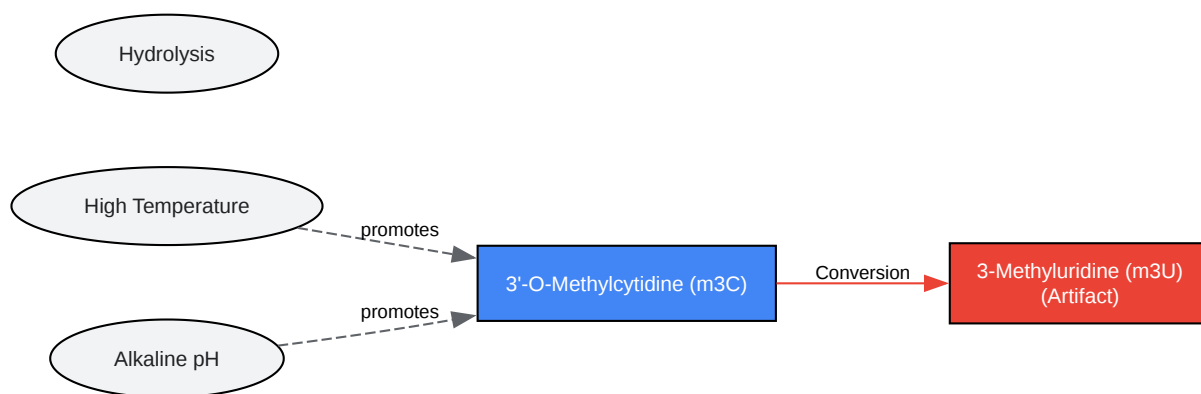 Hydrolysis
High Temperature
promotes
3'-O-Methylcytidine (m3C)
Conversion
3-Methyluridine (m3U)
(Artifact)
promotes
Alkaline pH